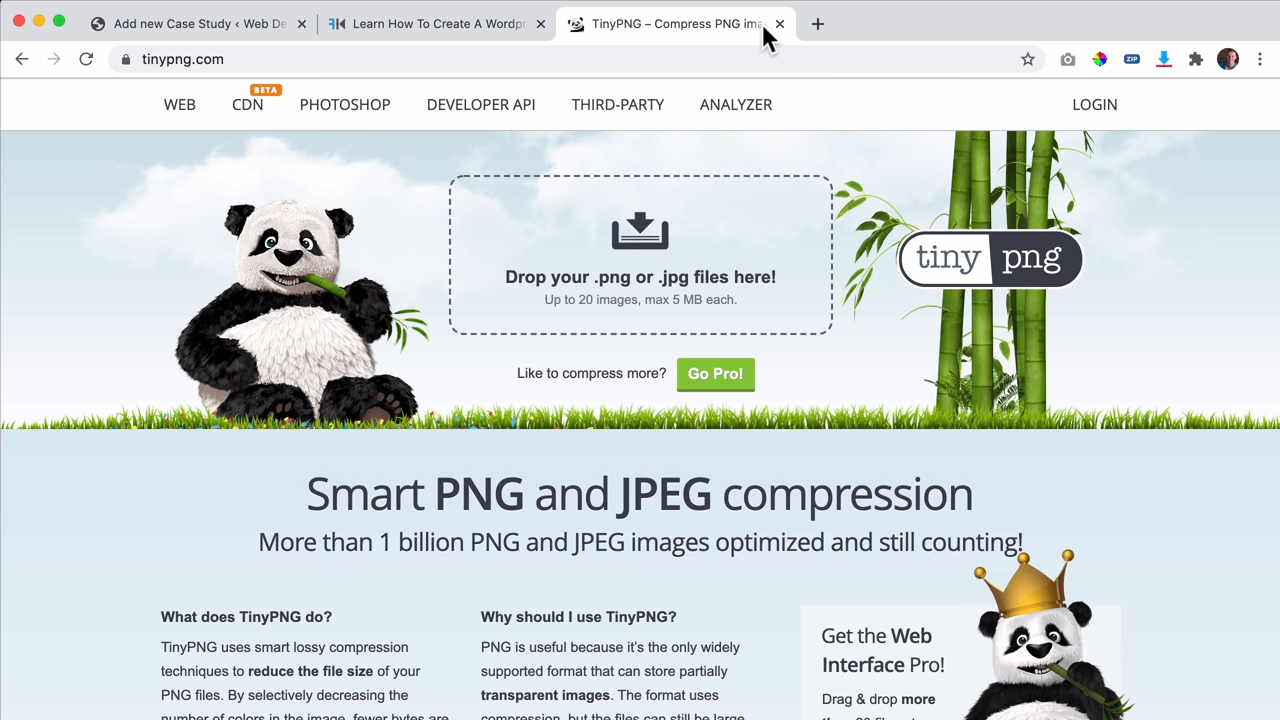 Add new Case Study ‹ Web De
Learn How To Create A Wordpr
TinyPNG – Compress PNG ima
tinypng.com
ZIP
BETA
WEB CDN PHOTOSHOP DEVELOPER API THIRD-PARTY ANALYZER LOGIN
Drop your .png or .jpg files here!
Up to 20 images, max 5 MB each.
tiny png
Like to compress more? Go Pro!
Smart PNG and JPEG compression
More than 1 billion PNG and JPEG images optimized and still counting!
What does TinyPNG do?
TinyPNG uses smart lossy compression
techniques to reduce the file size of your
PNG files. By selectively decreasing the
number of colors in the image, fewer bytes are
Why should I use TinyPNG?
PNG is useful because it's the only widely
supported format that can store partially
transparent images. The format uses
compression, but the files can still be large.
Get the Web
Interface Pro!
Drag & drop more